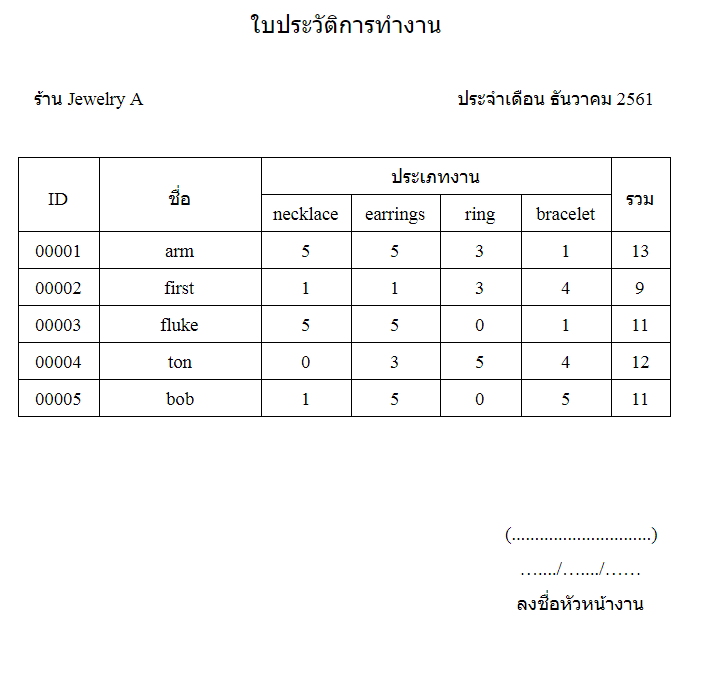 ใบประวัติการทำงาน
ร้าน Jewelry A ประจำเดือน ธันวาคม 2561
ID ชื่อ ประเภทงาน รวม
necklace earrings ring bracelet
00001 arm 5 5 3 1 13
00002 first 1 1 3 4 9
00003 fluke 5 5 0 1 11
00004 ton 0 3 5 4 12
00005 bob 1 5 0 5 11
(..............................)
…..../…..../……
ลงชื่อหัวหน้างาน